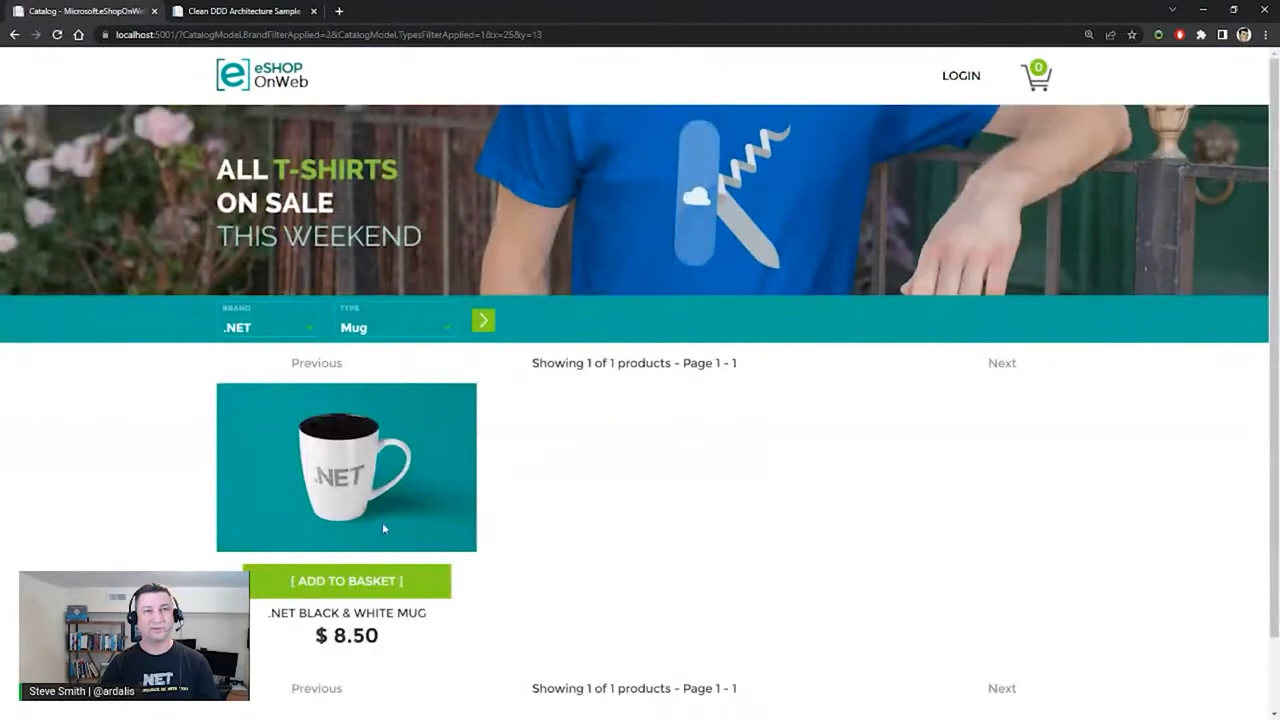 Catalog - Microsoft.eShopOnWe
Clean DDD Architecture Sample
localhost:5001/?CatalogModel.BrandFilterApplied=2&CatalogModel.TypesFilterApplied=1&x=25&y=13
e eSHOP
OnWeb
LOGIN
0
ALL T-SHIRTS
ON SALE
THIS WEEKEND
BRAND
.NET
TYPE
Mug
Previous
Showing 1 of 1 products - Page 1 - 1
Next
.NET
[ ADD TO BASKET ]
.NET BLACK & WHITE MUG
$ 8.50
.NET
Steve Smith | @ardalis
Previous
Showing 1 of 1 products - Page 1 - 1
Next